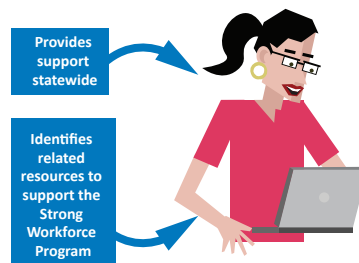 Provides
support
statewide
Identifies
related
resources to
support the
Strong
Workforce
Program